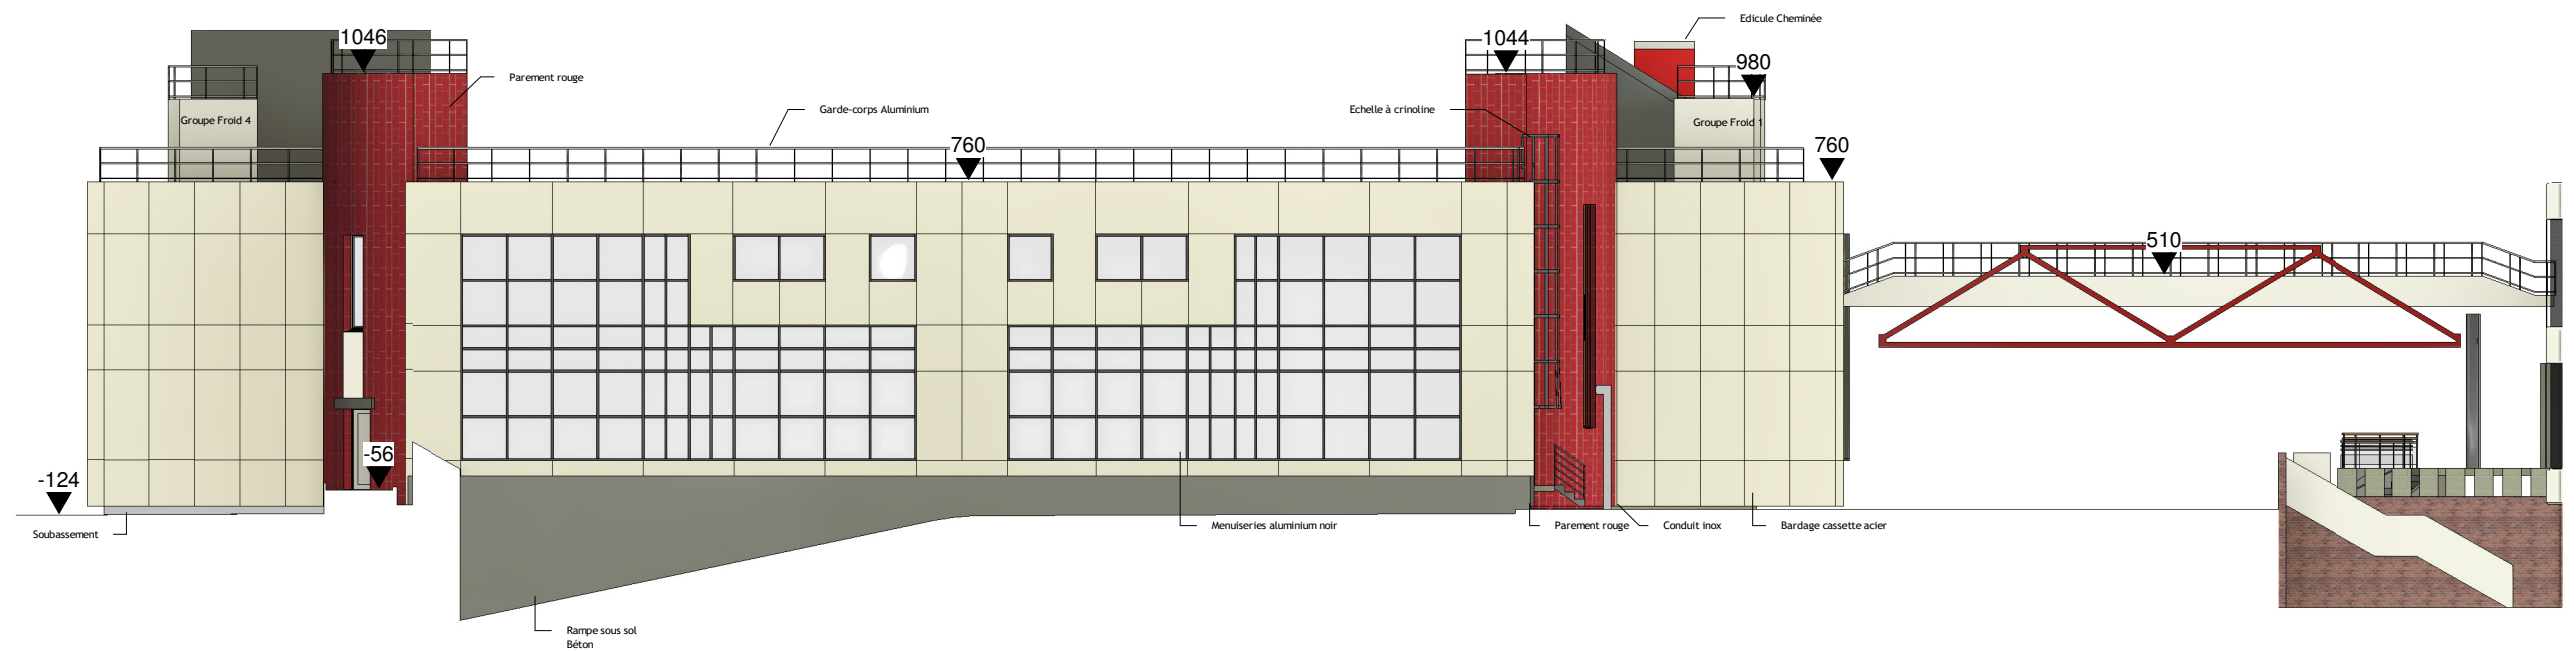 Edicule Cheminée
1046
1044
980
Parement rouge
Garde-corps Aluminium
Echelle à crinoline
Groupe Froid 4
Groupe Froid 1
760
760
510
-56
-124
Soubassement
Menuiseries aluminium noir
Parement rouge
Conduit inox
Bardage cassette acier
Rampe sous sol
Béton